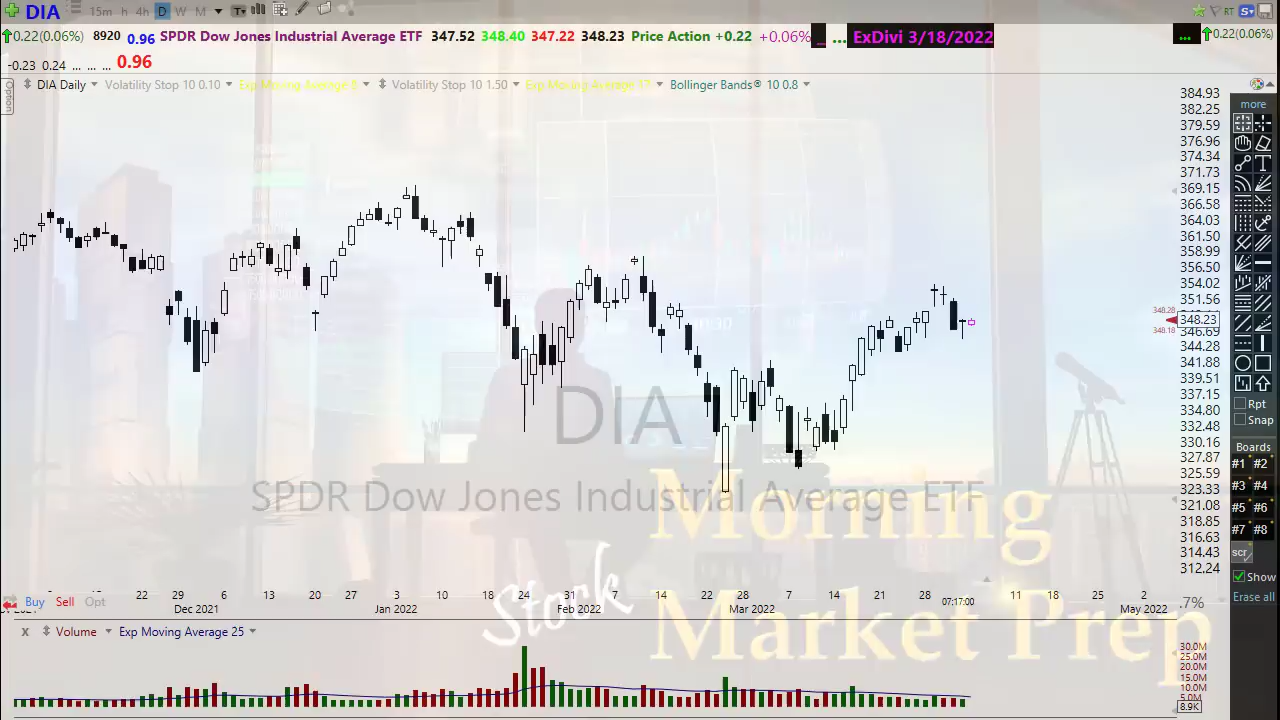 DIA 15m h 4h D W M T RT S
0.22(0.06%) 8920 0.96 SPDR Dow Jones Industrial Average ETF 347.52 348.40 347.22 348.23 Price Action +0.22 +0.06% ... ExDivi 3/18/2022 ... 0.22(0.06%)
-0.23 0.24 ... ... ... 0.96
Option
DIA Daily Volatility Stop 10 0.10 Exp Moving Average 8 Volatility Stop 10 1.50 Exp Moving Average 17 Bollinger Bands® 10 0.8
384.93
382.25
379.59
376.96
374.34
371.73
369.15
366.58
364.03
361.50
358.99
356.50
354.02
351.56
348.28
348.23
348.18
346.69
344.28
341.88
339.51
337.15
334.80
332.48
330.16
327.87
325.59
323.33
321.08
318.85
316.63
314.43
312.24
more
Rpt
Snap
Boards
#1 #2
#3 #4
#5 #6
#7 #8
scr
Show
Erase all
DIA
SPDR Dow Jones Industrial Average ETF
Stock
Morning
Market Prep
22 29 6 13 20 27 3 10 18 24 31 7 14 22 28 7 14 21 28 07:17:00 11 18 25 2
Dec 2021 Jan 2022 Feb 2022 Mar 2022 May 2022
Buy Sell Opt
.7%
x Volume Exp Moving Average 25
30.0M
25.0M
20.0M
15.0M
10.0M
5.0M
8.9K